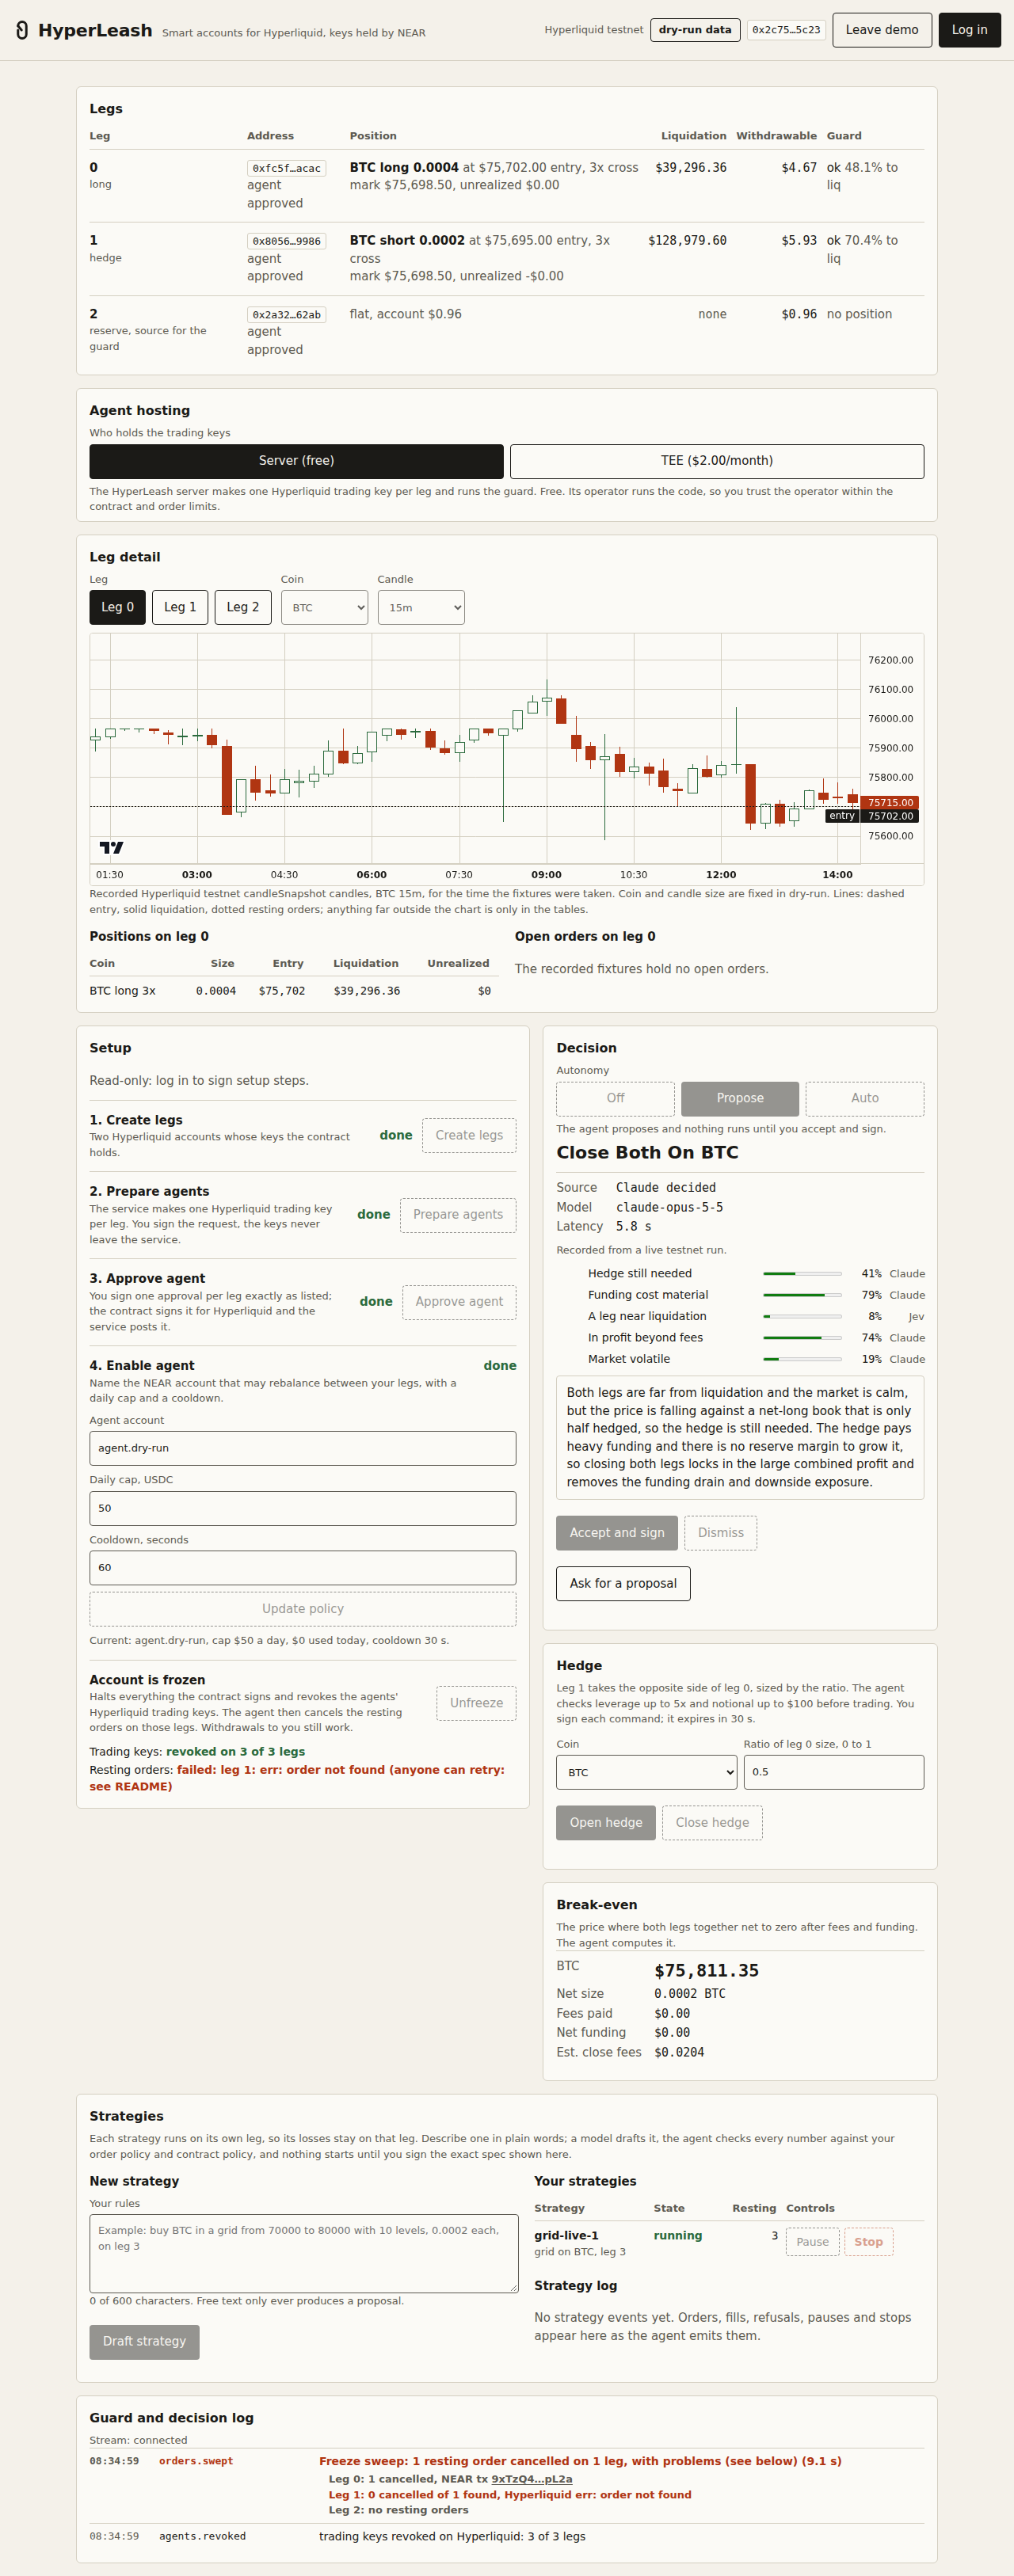 HyperLeash Smart accounts for Hyperliquid, keys held by NEAR Hyperliquid testnet dry-run data 0x2c75…5c23 Leave demo Log in
Legs
Leg Address Position Liquidation Withdrawable Guard
0 0xfc5f…acac BTC long 0.0004 at $75,702 entry, 3x cross $39,296.36 $4.67 ok 48.1% to
long agent mark $75,698.50, unrealized $0.00 liq
approved
1 0x8056…9986 BTC short 0.0002 at $75,695.00 entry, 3x $128,979.60 $5.93 ok 70.4% to
hedge agent cross liq
approved mark $75,698.50, unrealized -$0.00
2 0x2a32…62ab flat, account $0.96 none $0.96 no position
reserve, source for the agent
guard approved
Agent hosting
Who holds the trading keys
Server (free) TEE ($2.00/month)
The HyperLeash server makes one Hyperliquid trading key per leg and runs the guard. Free. Its operator runs the code, so you trust the operator within the
contract and order limits.
Leg detail
Leg Coin Candle
Leg 0 Leg 1 Leg 2 BTC 15m
76200.00
76100.00
76000.00
75900.00
75800.00
75715.00
entry 75702.00
75600.00
01:30 03:00 04:30 06:00 07:30 09:00 10:30 12:00 14:00
Recorded Hyperliquid testnet candleSnapshot candles, BTC 15m, for the time the fixtures were taken. Coin and candle size are fixed in dry-run. Lines: dashed
entry, solid liquidation, dotted resting orders; anything far outside the chart is only in the tables.
Positions on leg 0
Coin Size Entry Liquidation Unrealized
BTC long 3x 0.0004 $75,702 $39,296.36 $0
Open orders on leg 0
The recorded fixtures hold no open orders.
Setup
Read-only: log in to sign setup steps.
1. Create legs
Two Hyperliquid accounts whose keys the contract
holds.
done Create legs
2. Prepare agents
The service makes one Hyperliquid trading key
per leg. You sign the request, the keys never
leave the service.
done Prepare agents
3. Approve agent
You sign one approval per leg exactly as listed;
the contract signs it for Hyperliquid and the
service posts it.
done Approve agent
4. Enable agent done
Name the NEAR account that may rebalance between your legs, with a
daily cap and a cooldown.
Agent account
agent.dry-run
Daily cap, USDC
50
Cooldown, seconds
60
Update policy
Current: agent.dry-run, cap $50 a day, $0 used today, cooldown 30 s.
Account is frozen
Halts everything the contract signs and revokes the agents'
Hyperliquid trading keys. The agent then cancels the resting
orders on those legs. Withdrawals to you still work.
Unfreeze
Trading keys: revoked on 3 of 3 legs
Resting orders: failed: leg 1: err: order not found (anyone can retry:
see README)
Decision
Autonomy
Off Propose Auto
The agent proposes and nothing runs until you accept and sign.
Close Both On BTC
Source Claude decided
Model claude-opus-5-5
Latency 5.8 s
Recorded from a live testnet run.
Hedge still needed 41% Claude
Funding cost material 79% Claude
A leg near liquidation 8% Jev
In profit beyond fees 74% Claude
Market volatile 19% Claude
Both legs are far from liquidation and the market is calm,
but the price is falling against a net-long book that is only
half hedged, so the hedge is still needed. The hedge pays
heavy funding and there is no reserve margin to grow it,
so closing both legs locks in the large combined profit and
removes the funding drain and downside exposure.
Accept and sign Dismiss
Ask for a proposal
Hedge
Leg 1 takes the opposite side of leg 0, sized by the ratio. The agent
checks leverage up to 5x and notional up to $100 before trading. You
sign each command; it expires in 30 s.
Coin Ratio of leg 0 size, 0 to 1
BTC 0.5
Open hedge Close hedge
Break-even
The price where both legs together net to zero after fees and funding.
The agent computes it.
BTC $75,811.35
Net size 0.0002 BTC
Fees paid $0.00
Net funding $0.00
Est. close fees $0.0204
Strategies
Each strategy runs on its own leg, so its losses stay on that leg. Describe one in plain words; a model drafts it, the agent checks every number against your
order policy and contract policy, and nothing starts until you sign the exact spec shown here.
New strategy
Your rules
Example: buy BTC in a grid from 70000 to 80000 with 10 levels, 0.0002 each,
on leg 3
0 of 600 characters. Free text only ever produces a proposal.
Draft strategy
Your strategies
Strategy State Resting Controls
grid-live-1 running 3 Pause Stop
grid on BTC, leg 3
Strategy log
No strategy events yet. Orders, fills, refusals, pauses and stops
appear here as the agent emits them.
Guard and decision log
Stream: connected
08:34:59 orders.swept Freeze sweep: 1 resting order cancelled on 1 leg, with problems (see below) (9.1 s)
Leg 0: 1 cancelled, NEAR tx 9xTzQ4…pL2a
Leg 1: 0 cancelled of 1 found, Hyperliquid err: order not found
Leg 2: no resting orders
08:34:59 agents.revoked trading keys revoked on Hyperliquid: 3 of 3 legs